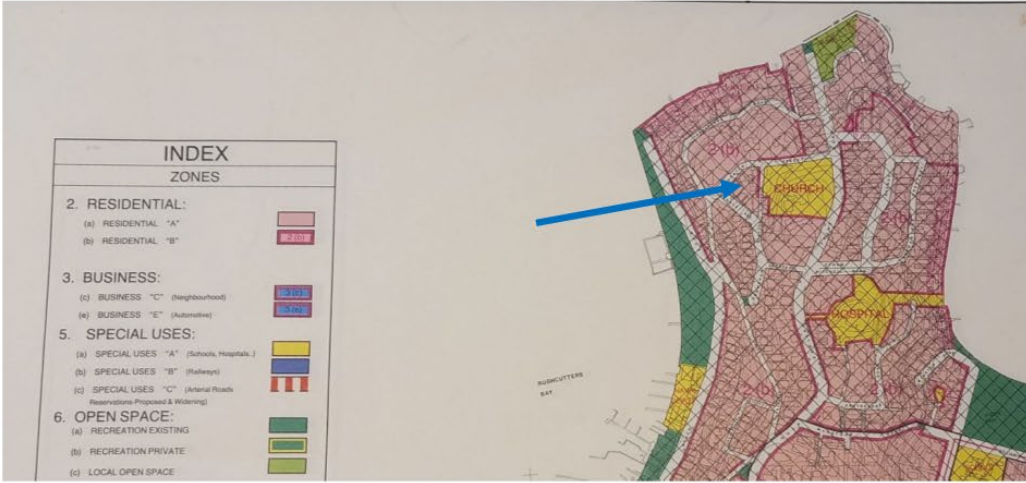 INDEX
ZONES
2. RESIDENTIAL:
(a) RESIDENTIAL "A"
(b) RESIDENTIAL "B"
2 (b)
3. BUSINESS:
(c) BUSINESS "C" (Neighbourhood)
3 (c)
(e) BUSINESS "E" (Automotive)
3 (e)
5. SPECIAL USES:
(a) SPECIAL USES "A" (Schools, Hospitals..)
(b) SPECIAL USES "B" (Railways)
(c) SPECIAL USES "C" (Arterial Roads
Reservations-Proposed & Widening)
6. OPEN SPACE:
(a) RECREATION EXISTING
(b) RECREATION PRIVATE
(c) LOCAL OPEN SPACE
2 (b)
CHURCH
2 (b)
HOSPITAL
RUSHCUTTERS
BAY
2 (b)
2 (b)